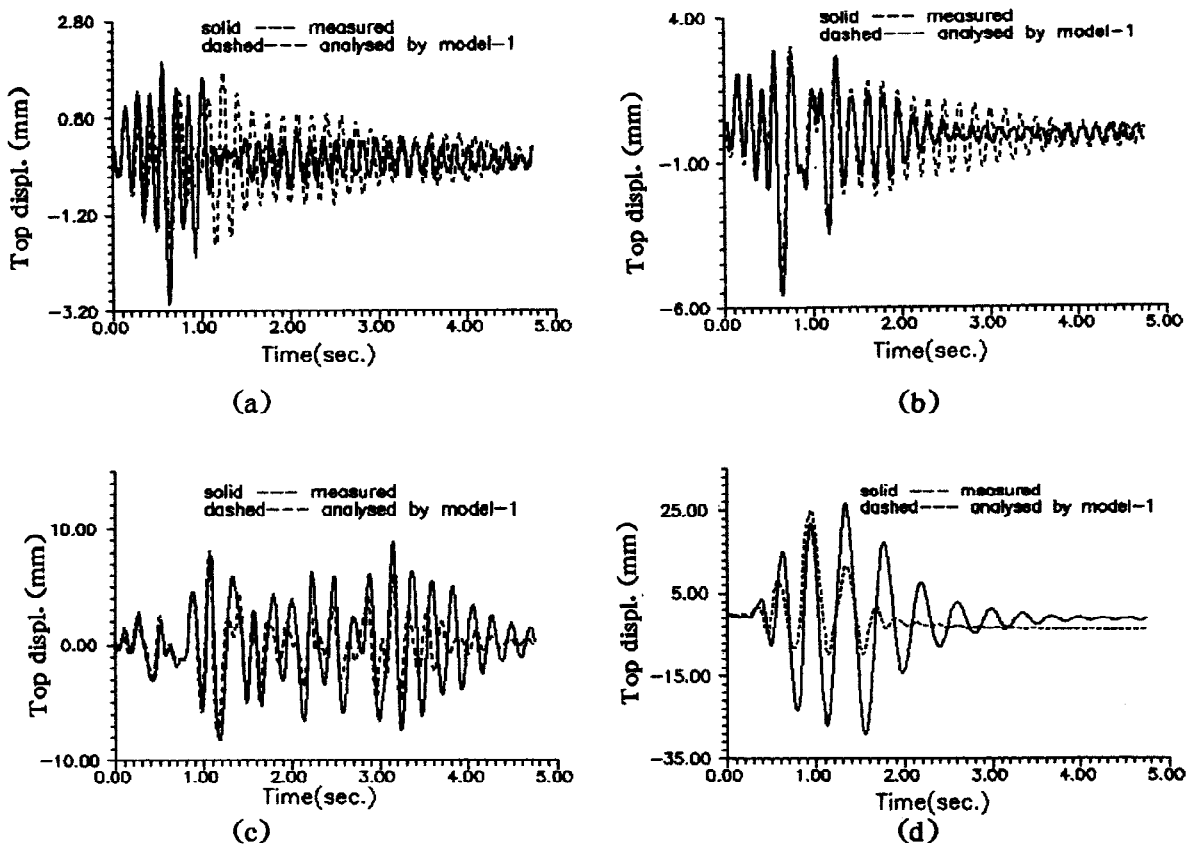 2.80
0.80
-1.20
-3.20
Top displ. (mm)
solid --- measured
dashed---- analysed by model-1
0.00 1.00 2.00 3.00 4.00 5.00
Time(sec.)
(a)
4.00
-1.00
-6.00
Top displ. (mm)
solid --- measured
dashed---- analysed by model-1
0.00 1.00 2.00 3.00 4.00 5.00
Time(sec.)
(b)
10.00
0.00
-10.00
Top displ. (mm)
solid ---- measured
dashed---- analysed by model-1
0.00 1.00 2.00 3.00 4.00 5.00
Time(sec.)
(c)
25.00
5.00
-15.00
-35.00
Top displ. (mm)
solid ---- measured
dashed---- analysed by model-1
0.00 1.00 2.00 3.00 4.00 5.00
Time(sec.)
(d)